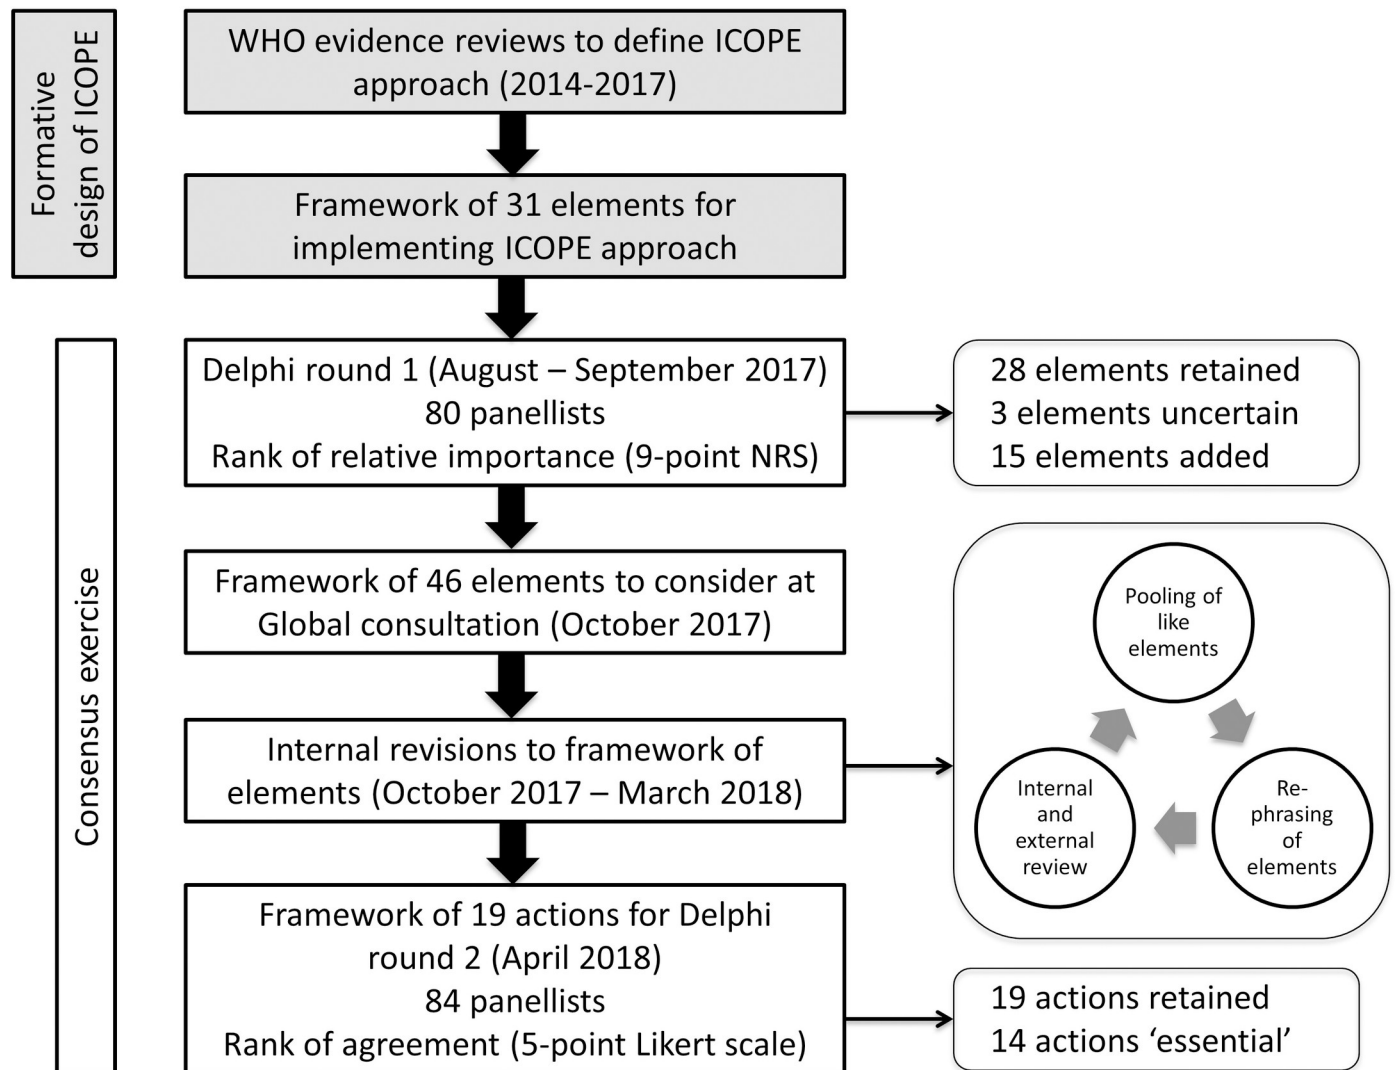 Formative
design of ICOPE
WHO evidence reviews to define ICOPE
approach (2014-2017)
Framework of 31 elements for
implementing ICOPE approach
Consensus exercise
Delphi round 1 (August – September 2017)
80 panellists
Rank of relative importance (9-point NRS)
28 elements retained
3 elements uncertain
15 elements added
Framework of 46 elements to consider at
Global consultation (October 2017)
Internal revisions to framework of
elements (October 2017 – March 2018)
Pooling of
like
elements
Re-
phrasing
of
elements
Internal
and
external
review
Framework of 19 actions for Delphi
round 2 (April 2018)
84 panellists
Rank of agreement (5-point Likert scale)
19 actions retained
14 actions ‘essential’